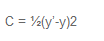 C = ½(y'-y)2